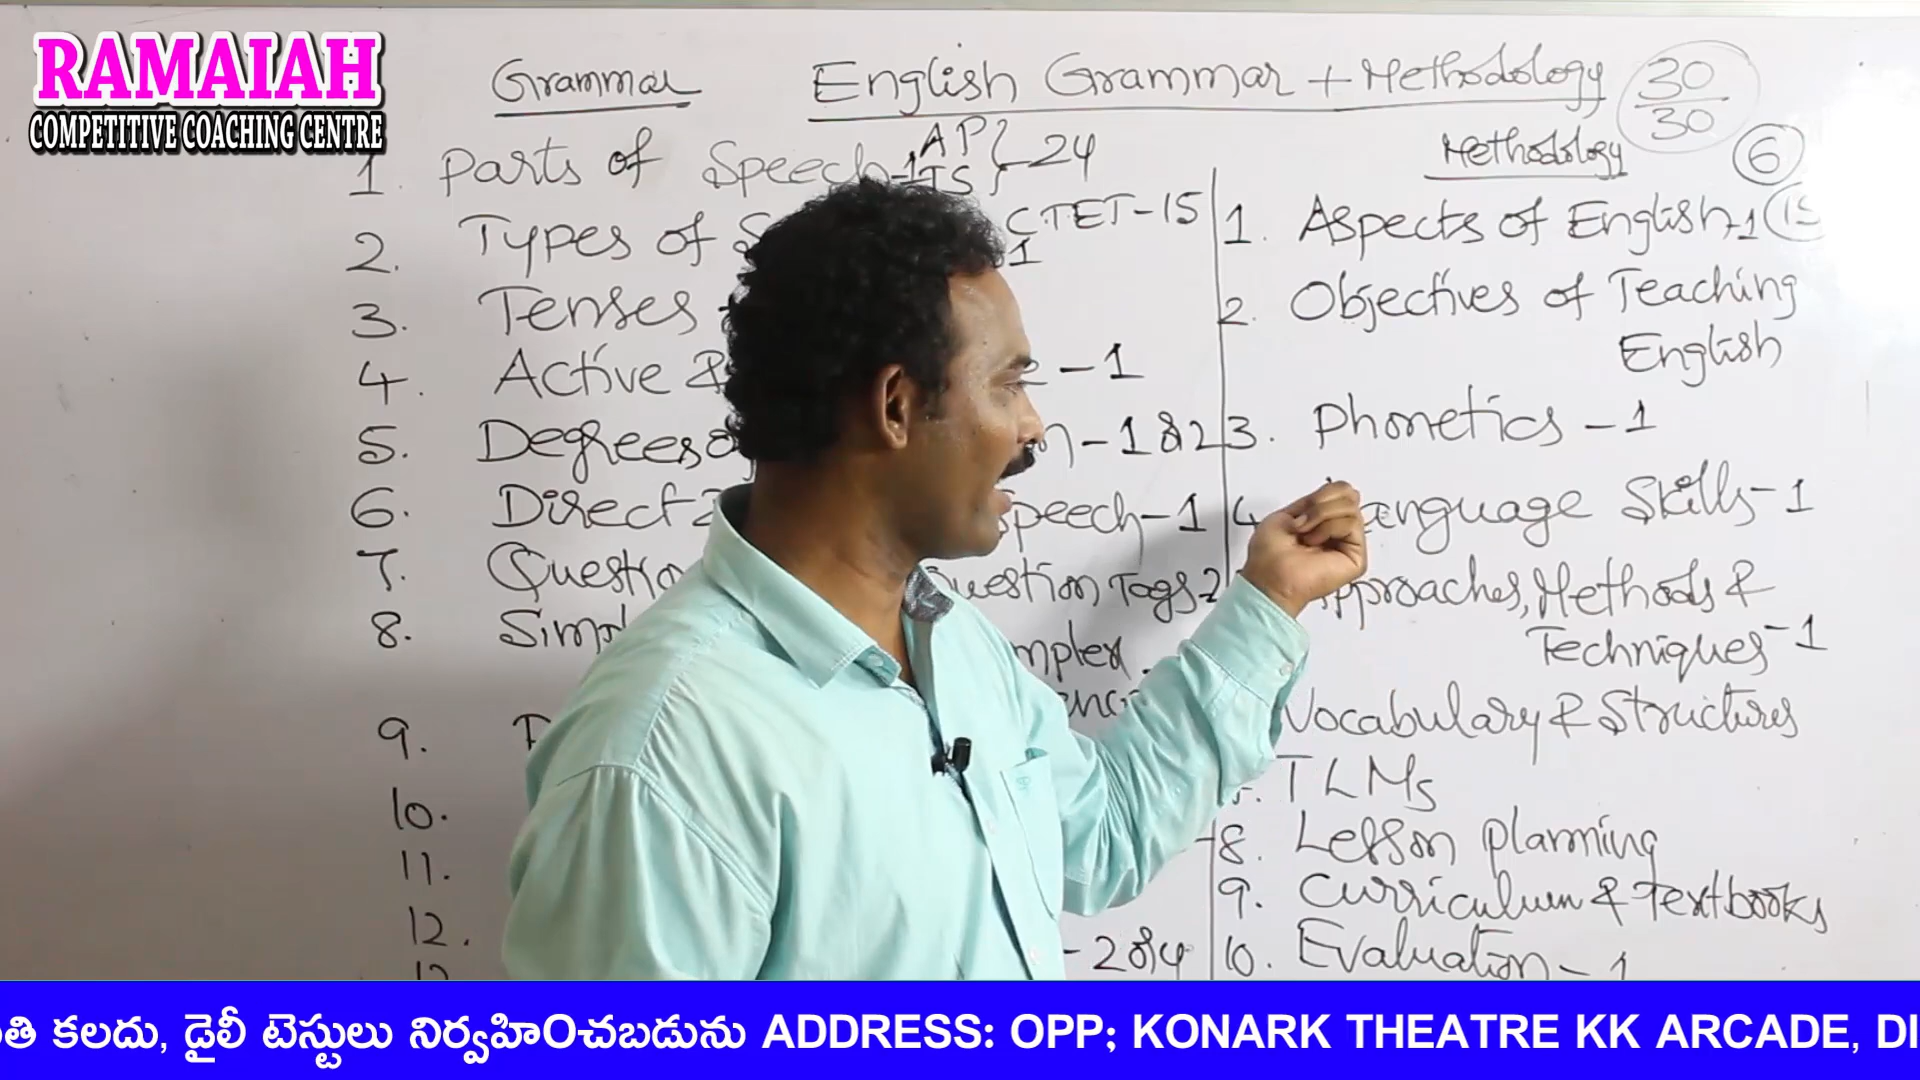 RAMAIAH
COMPETITIVE COACHING CENTRE
Grammar
English Grammar + Methodology 30/30
AP
TS } - 24
CTET-15
1. Parts of Speech-1
2. Types of 1
3. Tenses
4. Active & -1
5. Degrees -1&2
6. Direct Speech-1
7. Question Tags-2
8.
9.
10.
11.
12. -2 4
Methodology 6
15
1. Aspects of English-1
2. Objectives of Teaching
English
3. Phonetics-1
4. Language Skills-1
Approaches, Methods &
Techniques-1
Vocabulary & Structures
TLMs
8. Lesson planning
9. Curriculum & Textbooks
10. Evaluation-1
కలదు, డైలీ టెస్టులు నిర్వహించబడును ADDRESS: OPP; KONARK THEATRE KK ARCADE,